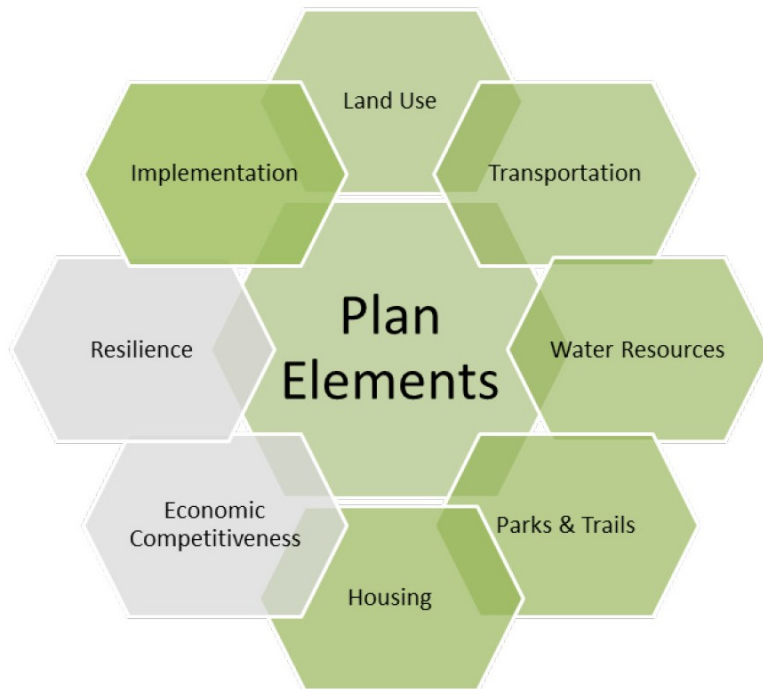 Land Use
Implementation
Transportation
Plan
Elements
Resilience
Water Resources
Economic
Competitiveness
Parks & Trails
Housing